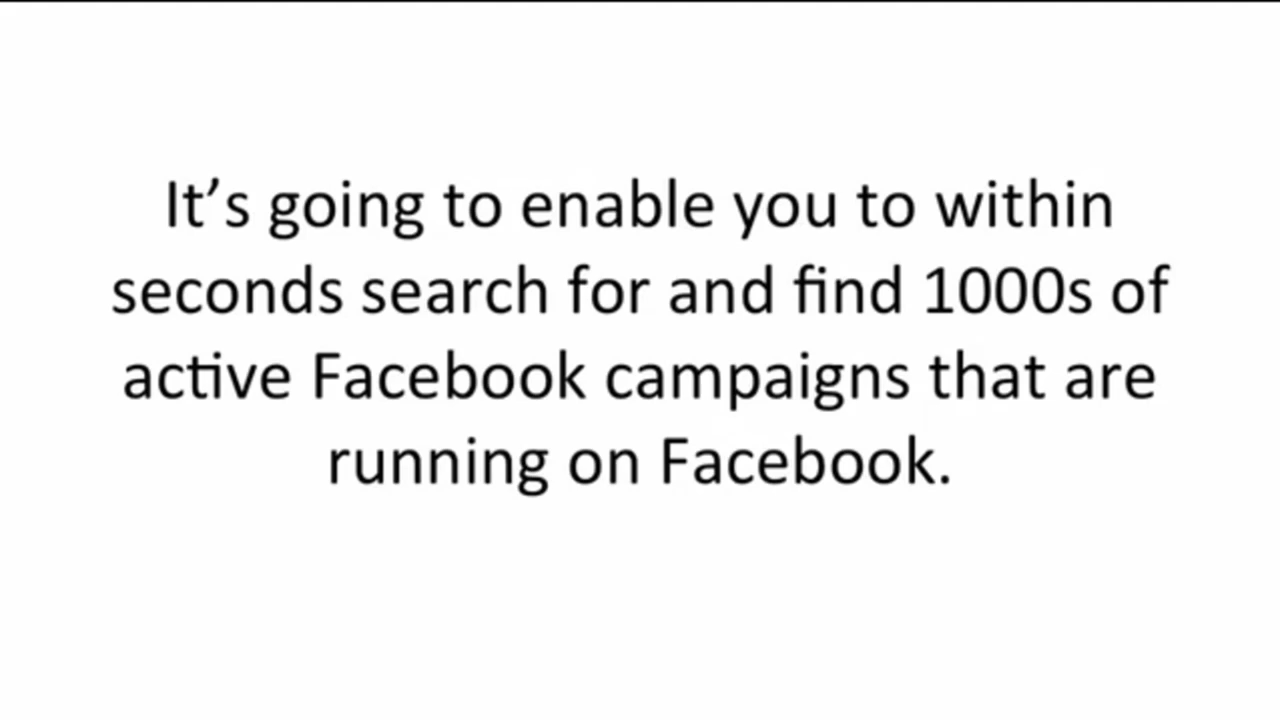 It’s going to enable you to within
seconds search for and find 1000s of
active Facebook campaigns that are
running on Facebook.